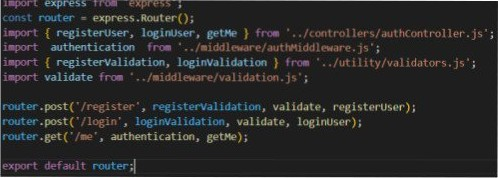 import express from 'express';
const router = express.Router();
import { registerUser, loginUser, getMe } from '../controllers/authController.js';
import  authentication  from '../middleware/authMiddleware.js';
import { registerValidation, loginValidation } from '../utility/validators.js';
import validate from '../middleware/validation.js';
router.post('/register', registerValidation, validate, registerUser);
router.post('/login', loginValidation, validate, loginUser);
router.get('/me', authentication, getMe);
export default router;